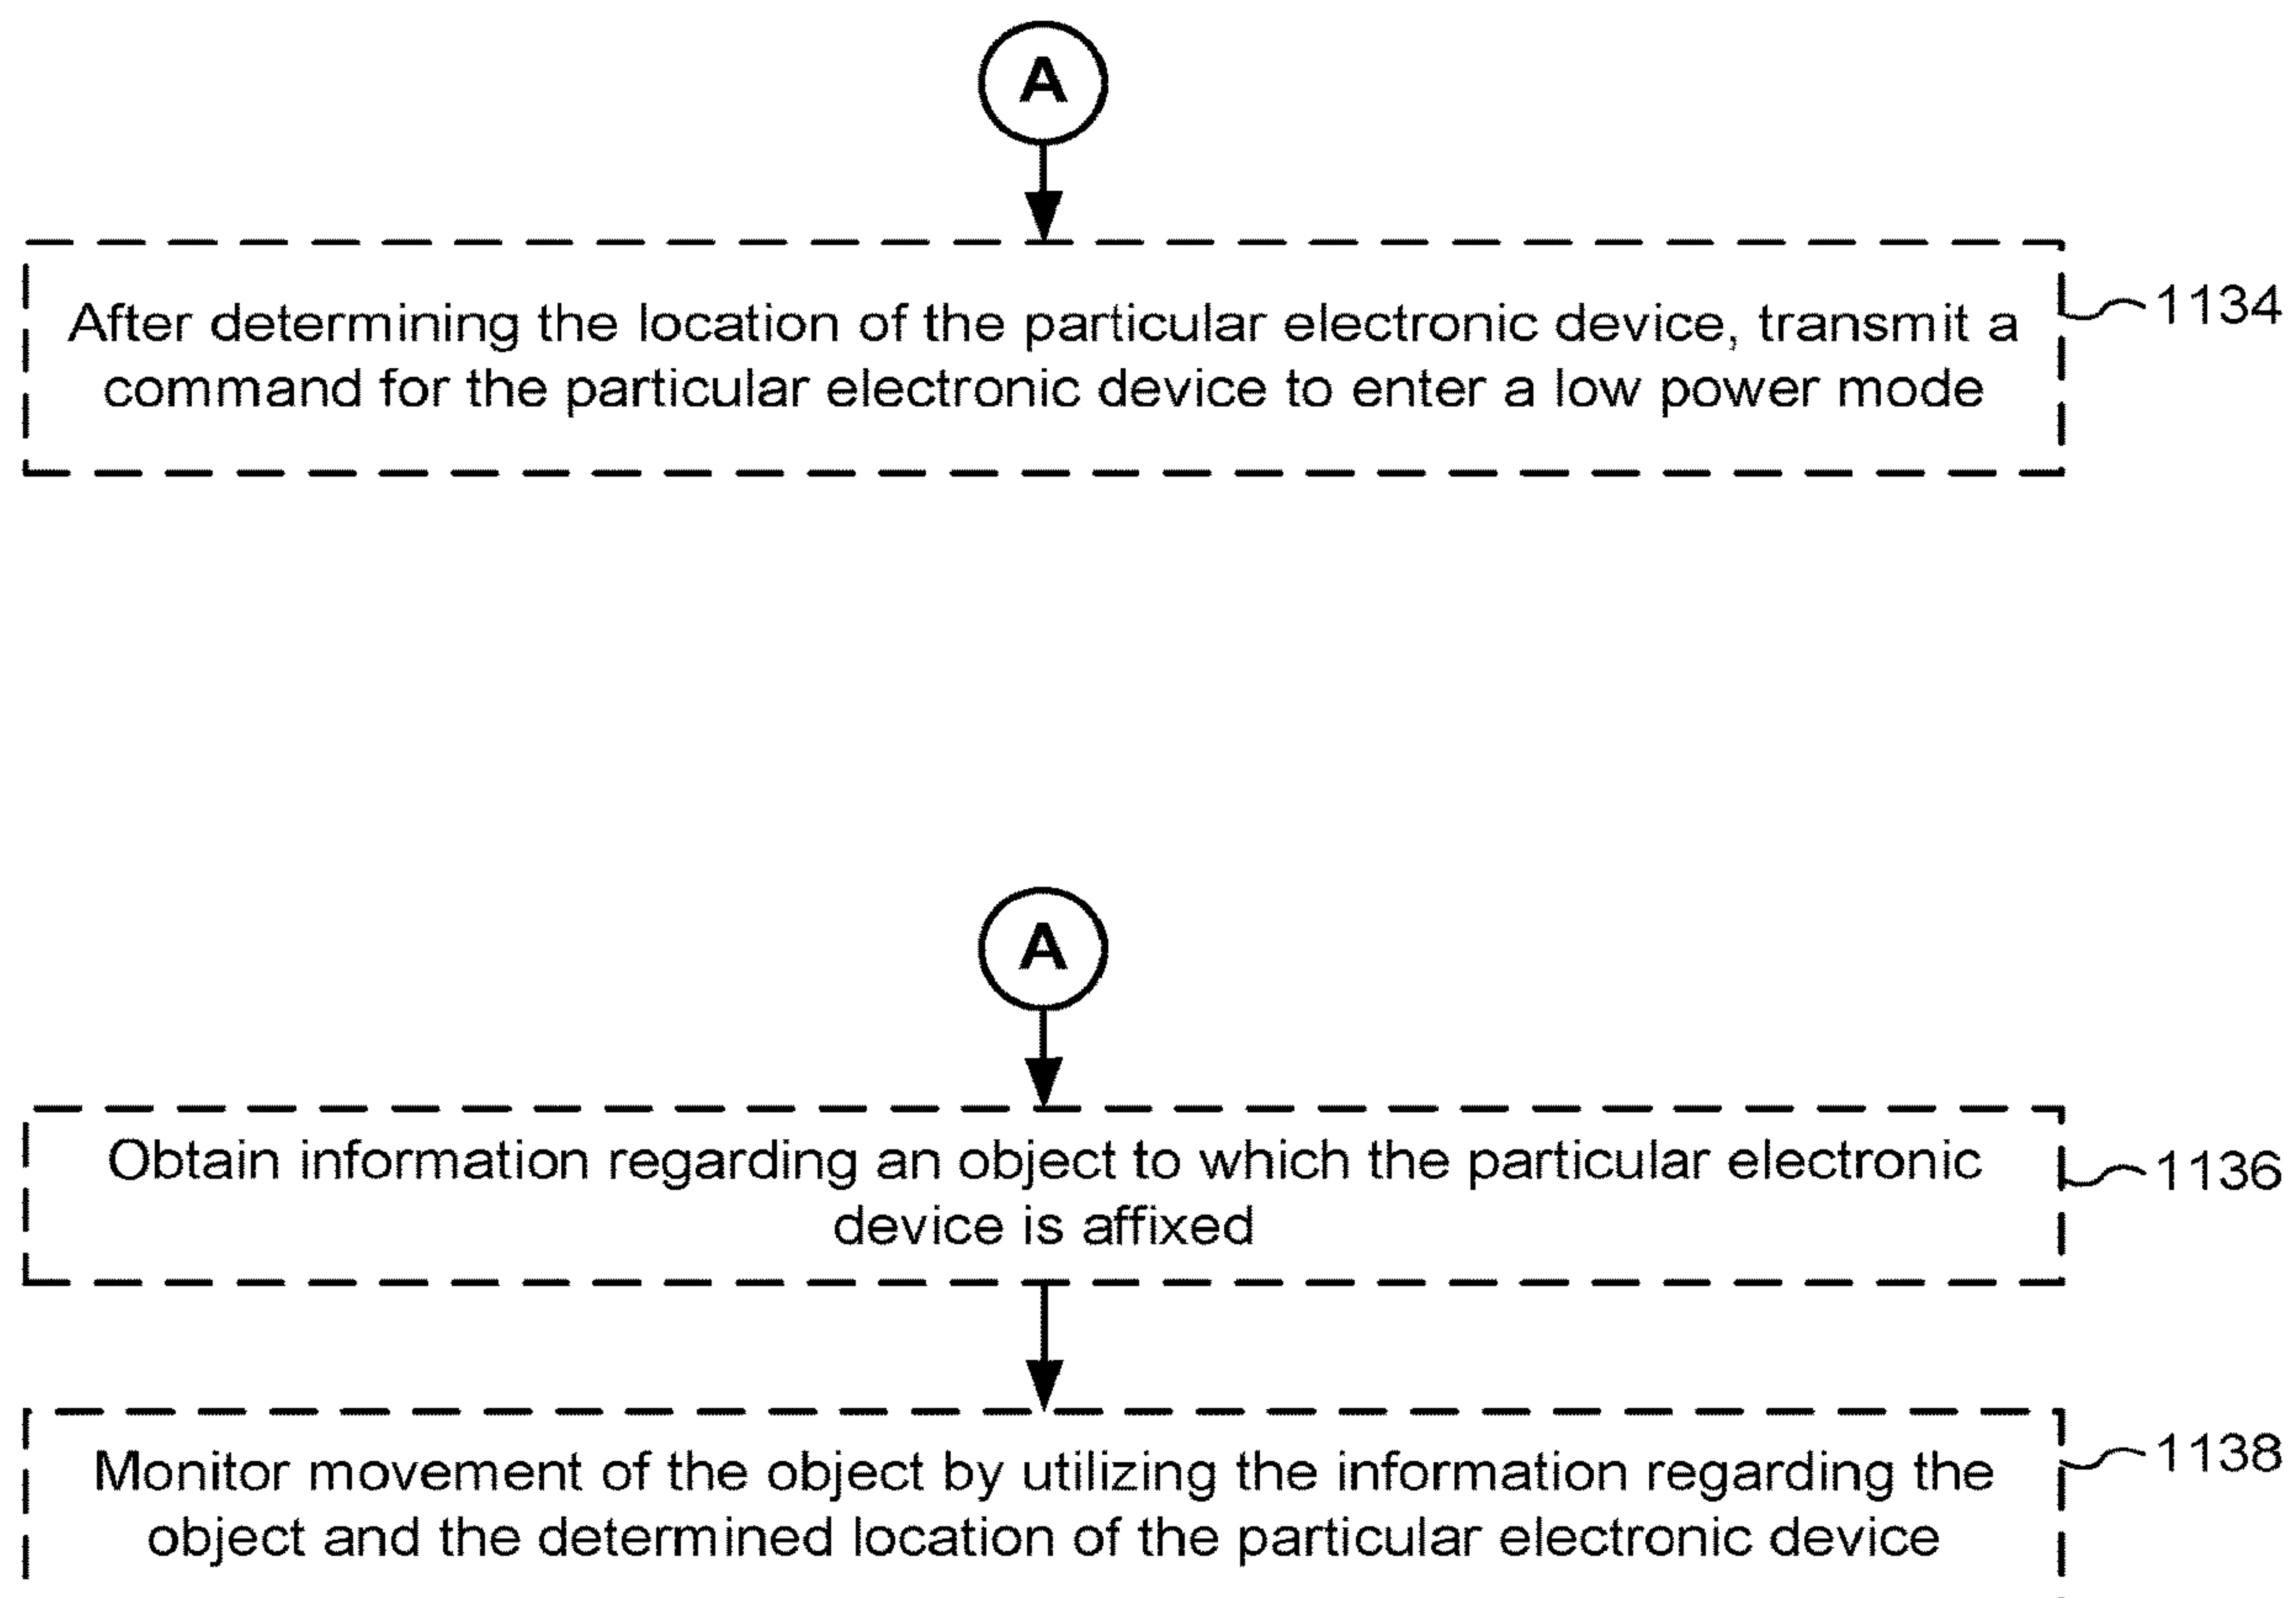 A
After determining the location of the particular electronic device, transmit a
command for the particular electronic device to enter a low power mode
1134
A
Obtain information regarding an object to which the particular electronic
device is affixed
1136
Monitor movement of the object by utilizing the information regarding the
object and the determined location of the particular electronic device
1138